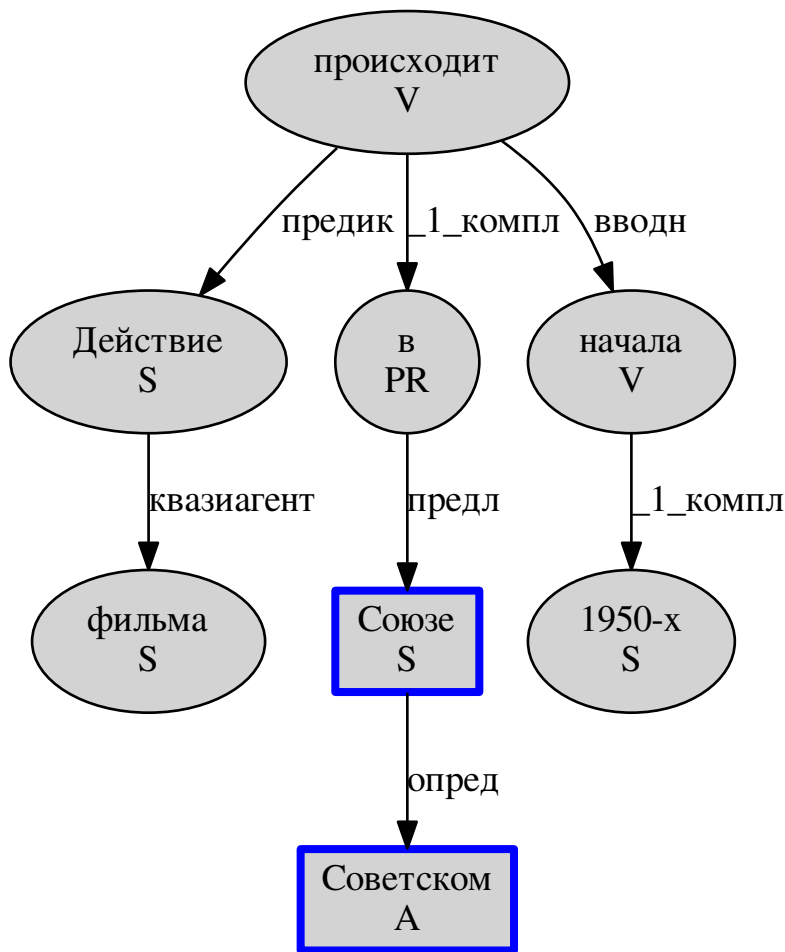 происходит
V
предик
_1_компл
вводн
Действие
S
в
PR
начала
V
квазиагент
предл
_1_компл
фильма
S
Союзе
S
1950-х
S
опред
Советском
A